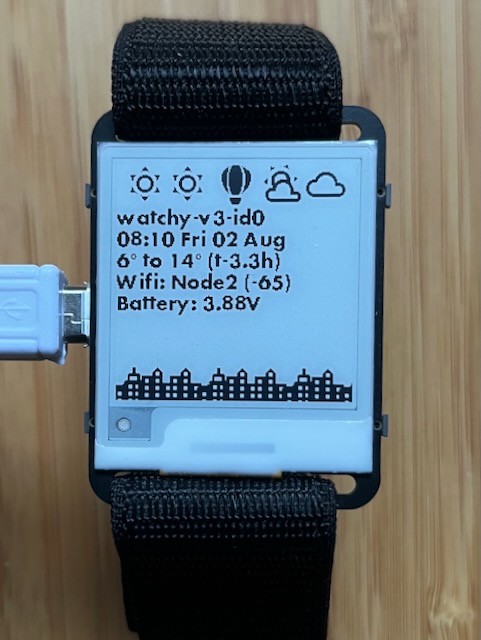 watchy-v3-id0
08:10 Fri 02 Aug
6° to 14° (t-3.3h)
Wifi: Node2 (-65)
Battery: 3.88V